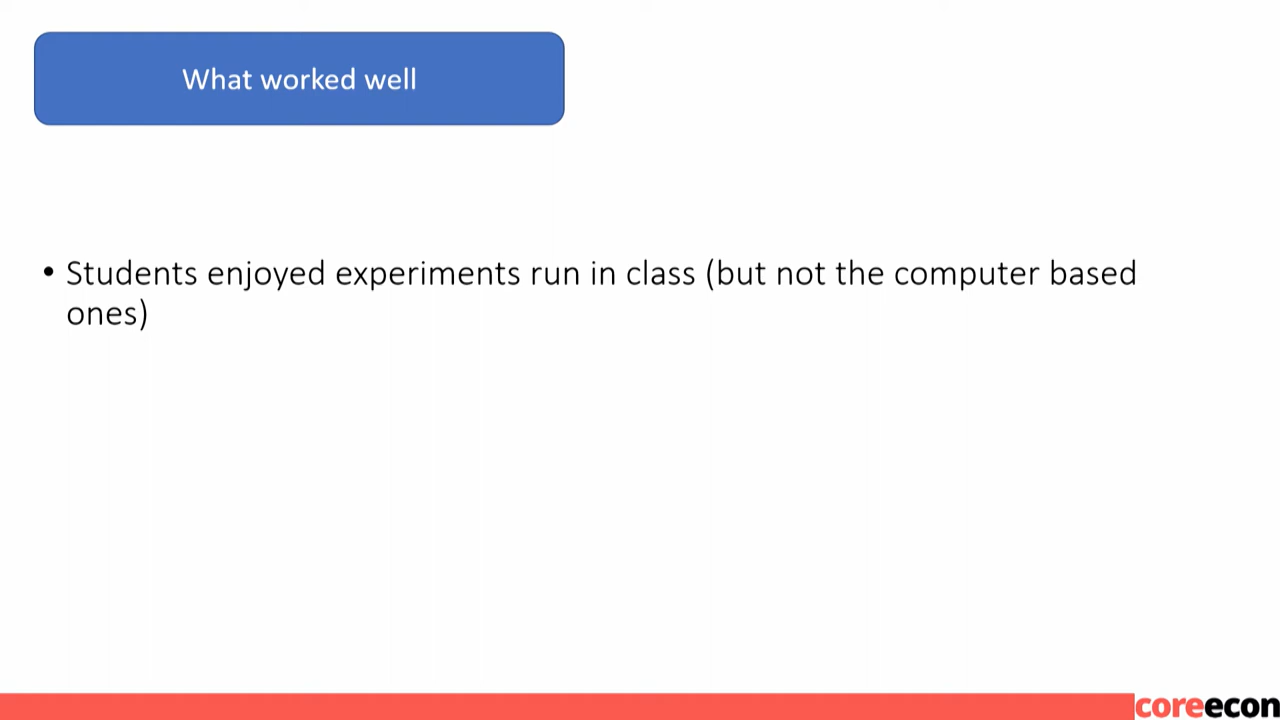 What worked well
• Students enjoyed experiments run in class (but not the computer based
ones)
coreecon